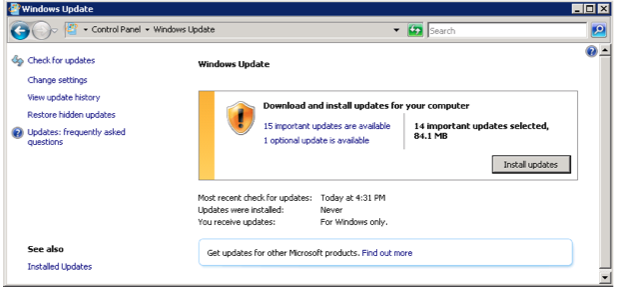 Windows Update
Control Panel ▸ Windows Update
Search
Check for updates
Change settings
View update history
Restore hidden updates
Updates: frequently asked
questions
See also
Installed Updates
Windows Update
Download and install updates for your computer
15 important updates are available
1 optional update is available
14 important updates selected,
84.1 MB
Install updates
Most recent check for updates: Today at 4:31 PM
Updates were installed: Never
You receive updates: For Windows only.
Get updates for other Microsoft products. Find out more